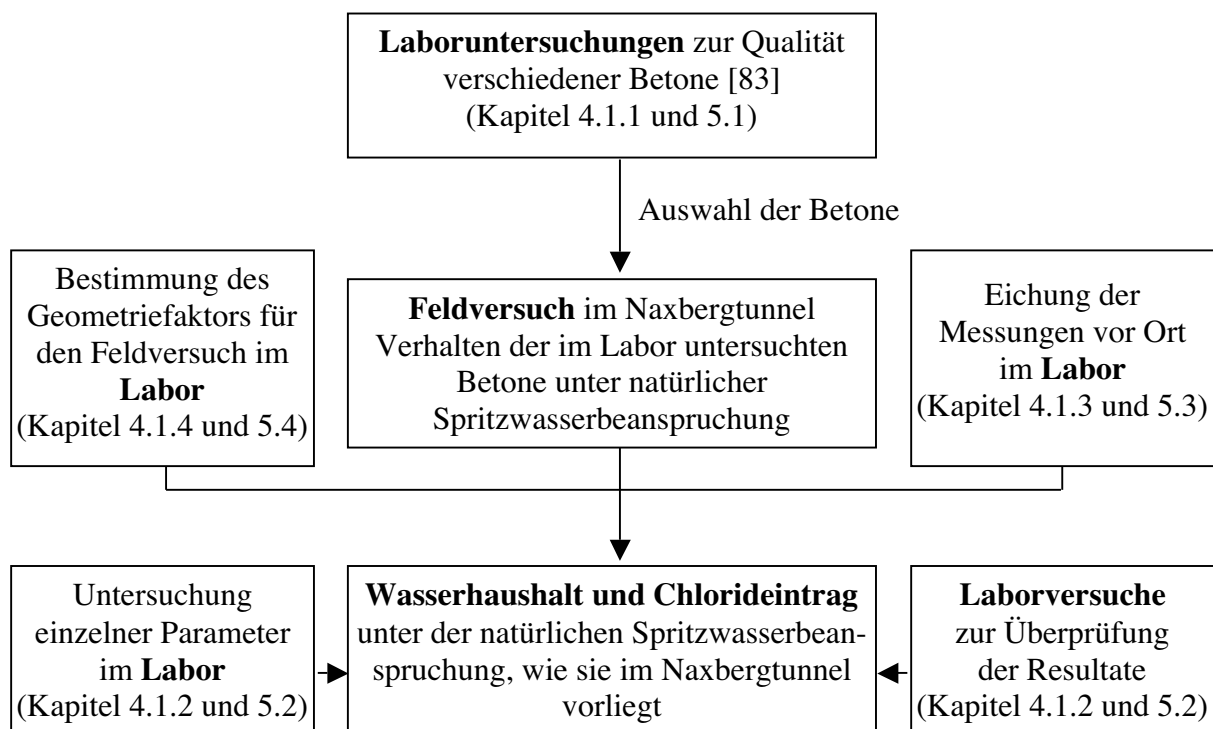 Laboruntersuchungen zur Qualität
verschiedener Betone [83]
(Kapitel 4.1.1 und 5.1)
Auswahl der Betone
Bestimmung des
Geometriefaktors für
den Feldversuch im
Labor
(Kapitel 4.1.4 und 5.4)
Feldversuch im Naxbergtunnel
Verhalten der im Labor untersuchten
Betone unter natürlicher
Spritzwasserbeanspruchung
Eichung der
Messungen vor Ort
im Labor
(Kapitel 4.1.3 und 5.3)
Untersuchung
einzelner Parameter
im Labor
(Kapitel 4.1.2 und 5.2)
Wasserhaushalt und Chlorideintrag
unter der natürlichen Spritzwasserbean-
spruchung, wie sie im Naxbergtunnel
vorliegt
Laborversuche
zur Überprüfung
der Resultate
(Kapitel 4.1.2 und 5.2)